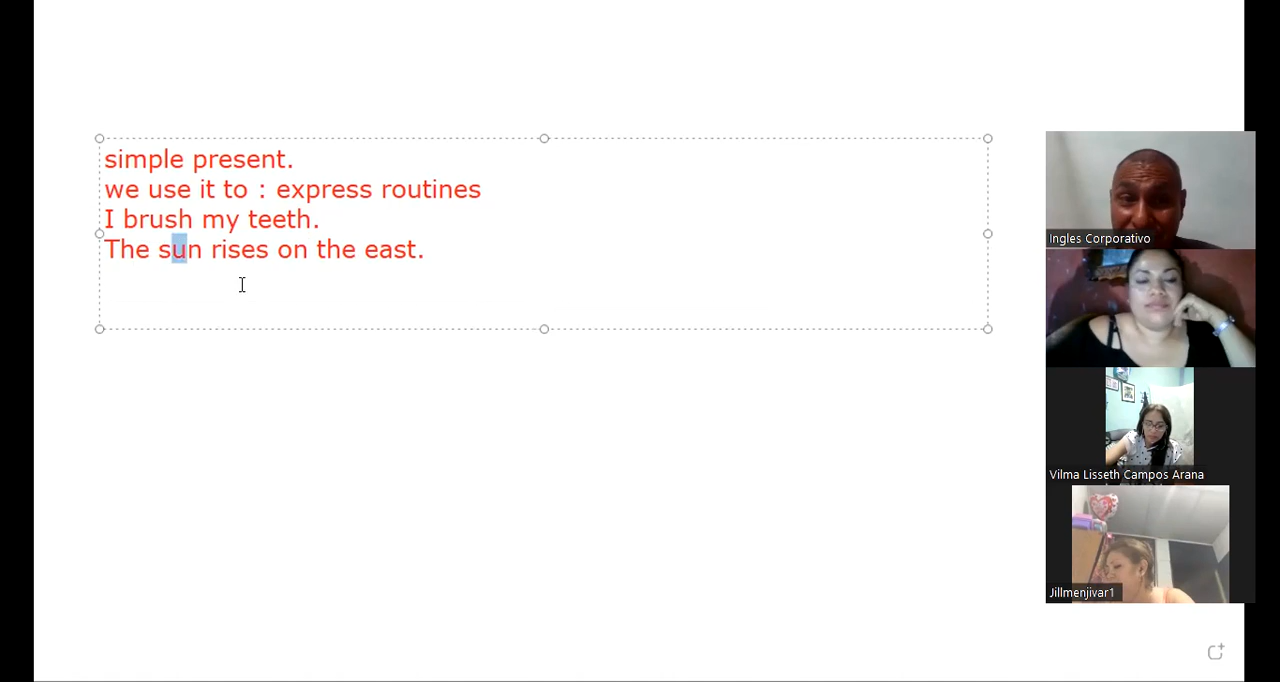 simple present.
we use it to : express routines
I brush my teeth.
The sun rises on the east.
Ingles Corporativo
Vilma Lisseth Campos Arana
Jillmenjivar1